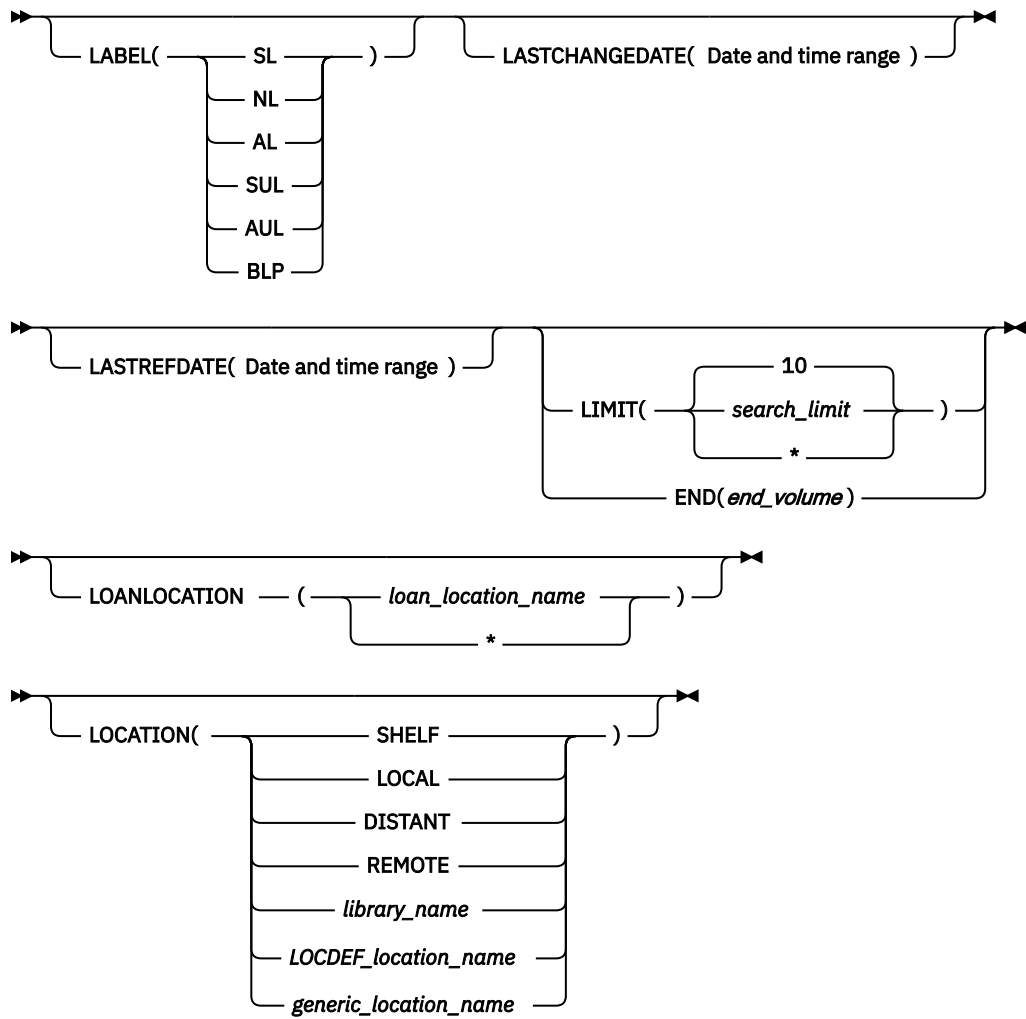 LABEL( SL ) LASTCHANGEDATE( Date and time range )
NL
AL
SUL
AUL
BLP
LASTREFDATE( Date and time range )
10
LIMIT( search_limit )
*
END(end_volume)
LOANLOCATION ( loan_location_name )
*
LOCATION( SHELF )
LOCAL
DISTANT
REMOTE
library_name
LOCDEF_location_name
generic_location_name